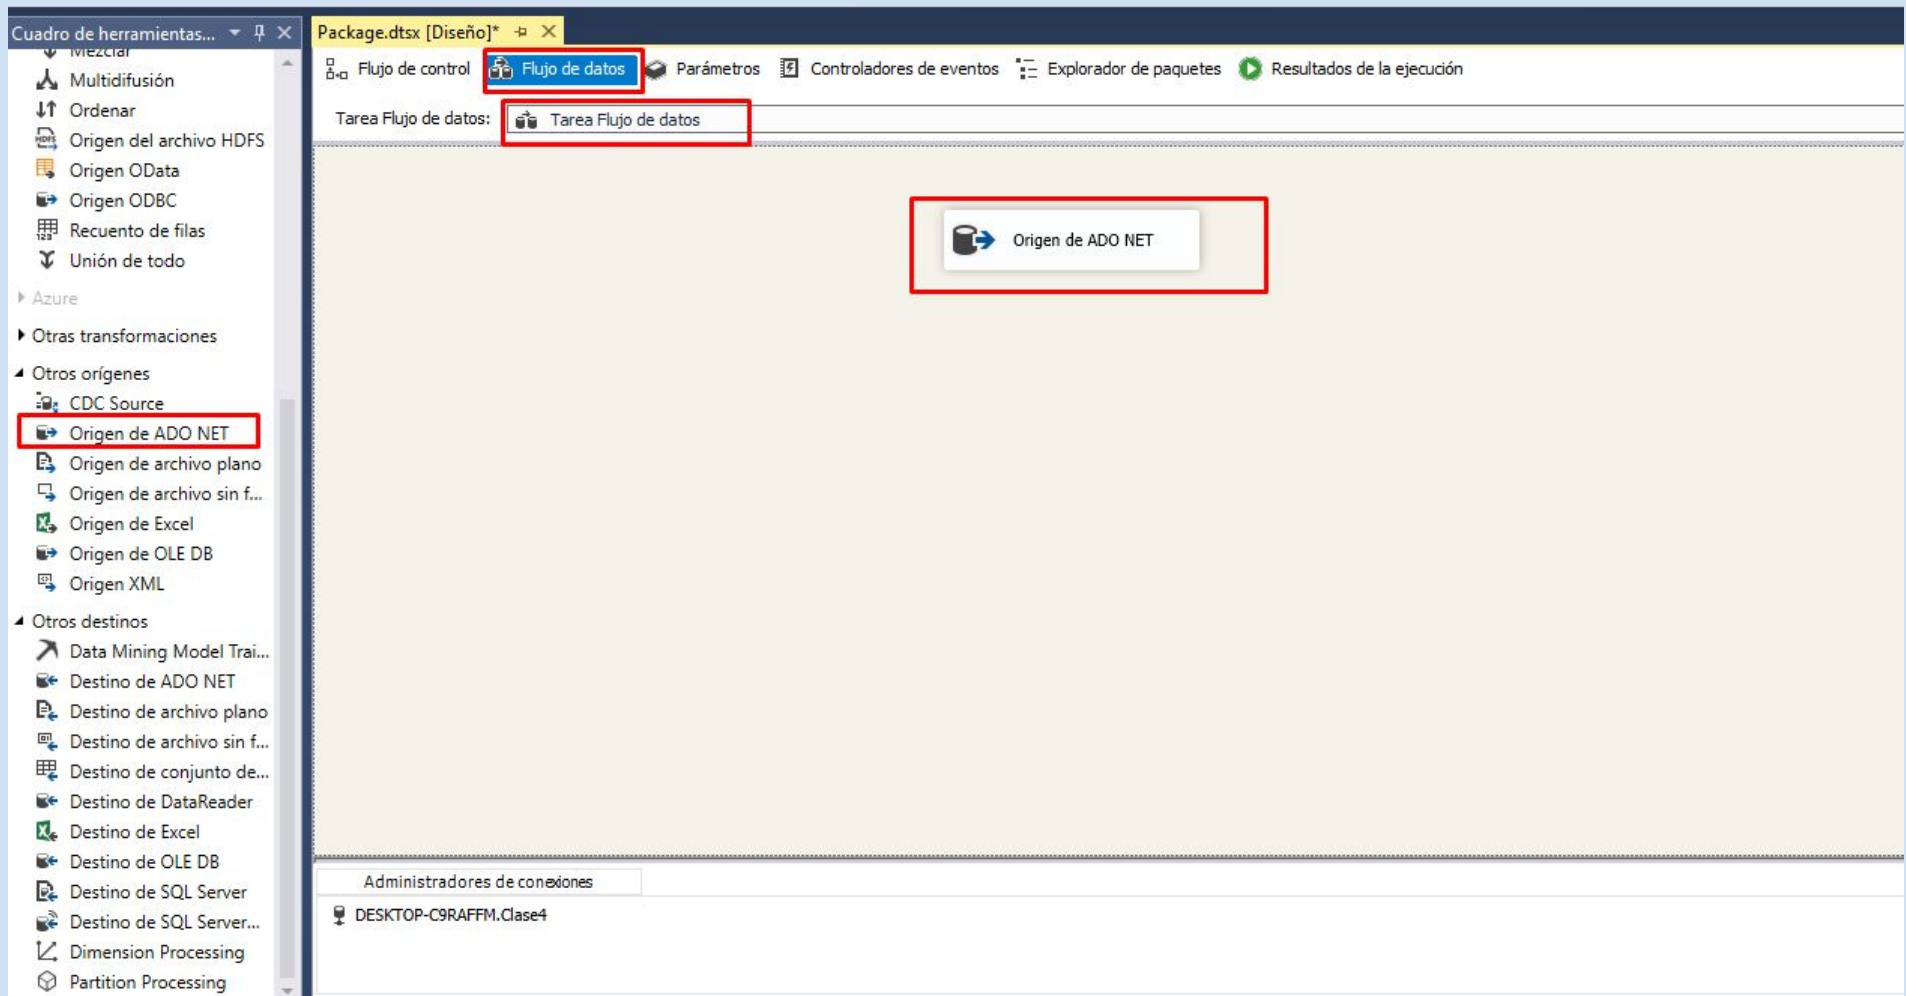 Cuadro de herramientas...
Package.dtsx [Diseño]*
Mezclar
Multidifusión
Ordenar
Origen del archivo HDFS
Origen OData
Origen ODBC
Recuento de filas
Unión de todo
Azure
Otras transformaciones
Otros orígenes
CDC Source
Origen de ADO NET
Origen de archivo plano
Origen de archivo sin f...
Origen de Excel
Origen de OLE DB
Origen XML
Otros destinos
Data Mining Model Trai...
Destino de ADO NET
Destino de archivo plano
Destino de archivo sin f...
Destino de conjunto de...
Destino de DataReader
Destino de Excel
Destino de OLE DB
Destino de SQL Server
Destino de SQL Server...
Dimension Processing
Partition Processing
Flujo de control Flujo de datos Parámetros Controladores de eventos Explorador de paquetes Resultados de la ejecución
Tarea Flujo de datos: Tarea Flujo de datos
Origen de ADO NET
Administradores de conexiones
DESKTOP-C9RAFFM.Clase4